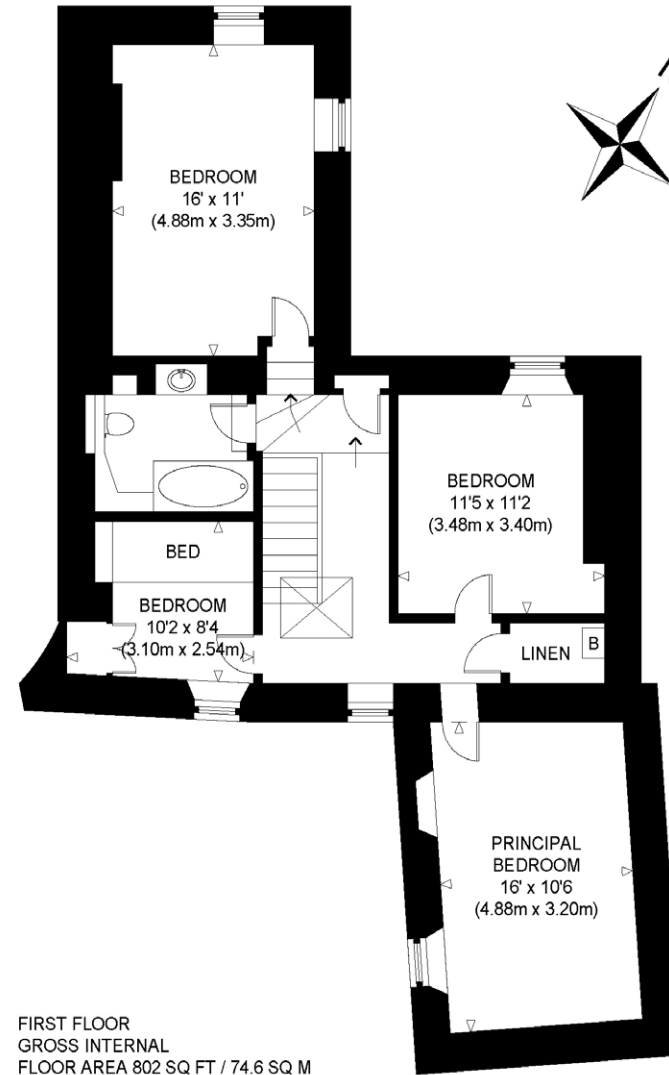 BEDROOM
16' x 11'
(4.88m x 3.35m)
BEDROOM
11'5 x 11'2
(3.48m x 3.40m)
BED
BEDROOM
10'2 x 8'4
(3.10m x 2.54m)
LINEN
B
PRINCIPAL
BEDROOM
16' x 10'6
(4.88m x 3.20m)
FIRST FLOOR
GROSS INTERNAL
FLOOR AREA 802 SQ FT / 74.6 SQ M